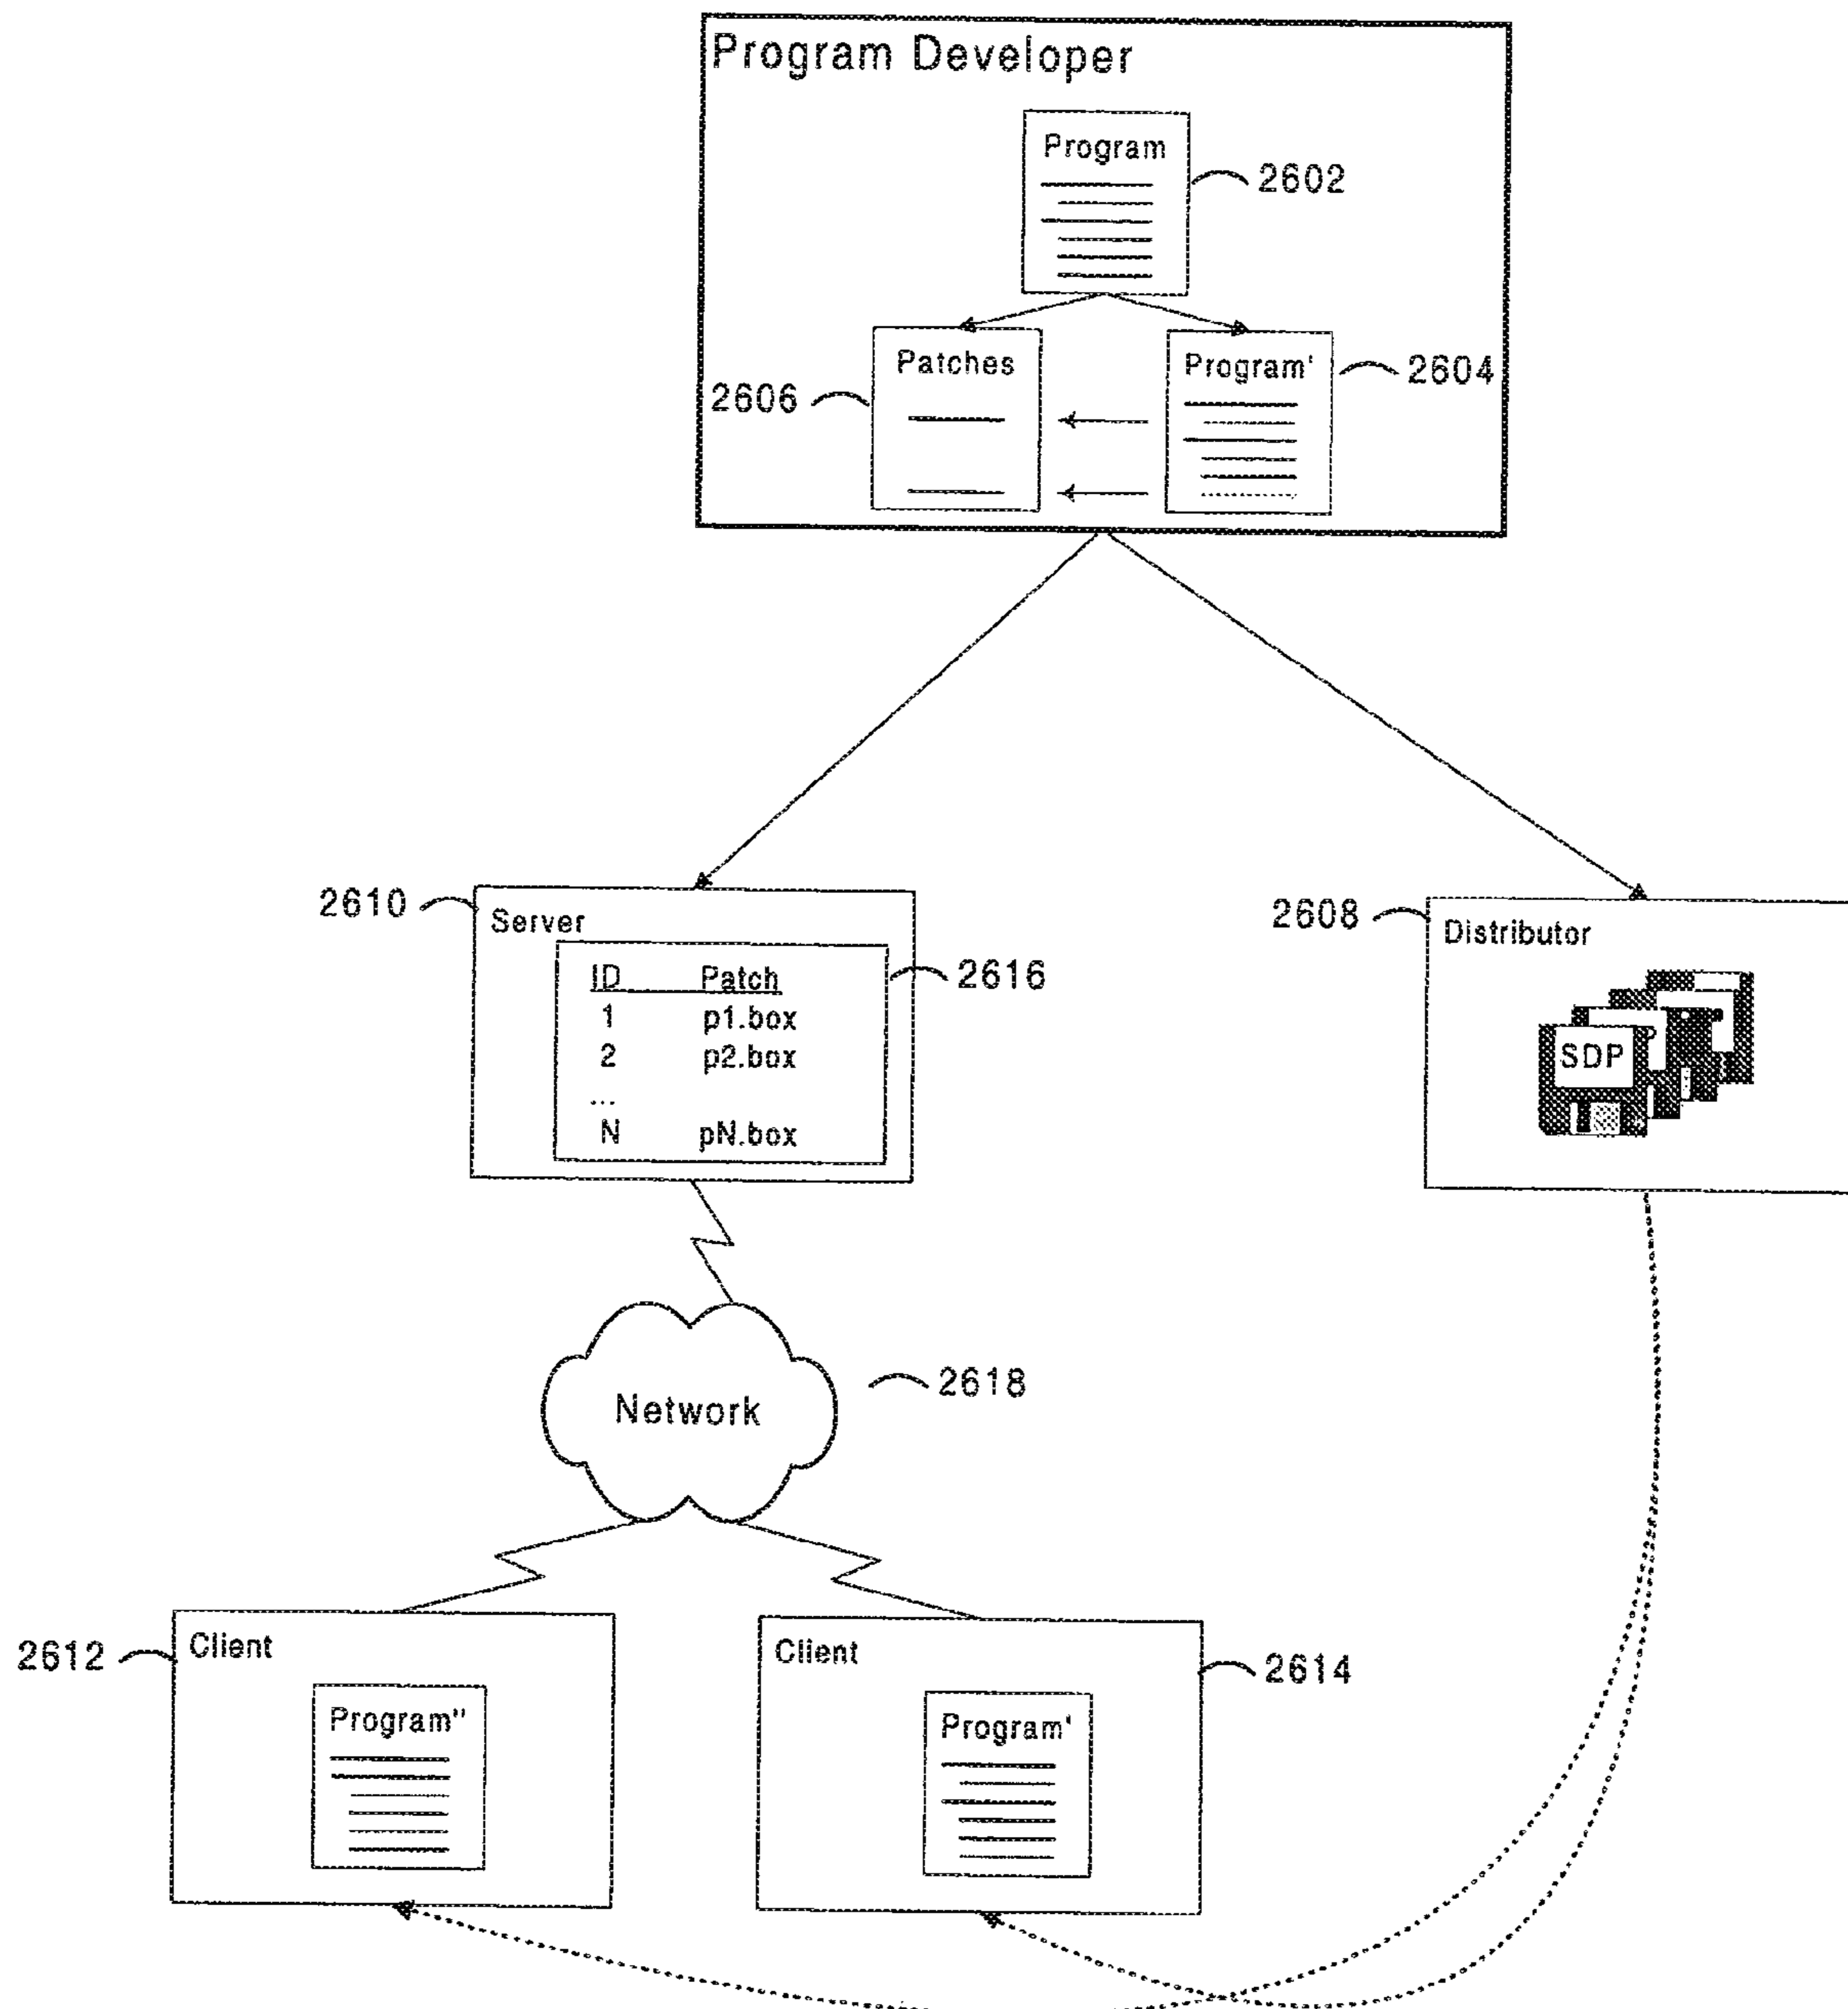 Program Developer
Program
2602
Patches
Program'
2604
2606
2610
Server
ID Patch
1 p1.box
2 p2.box
...
N pN.box
2616
2608
Distributor
SDP
Network
2618
2612
Client
Program"
Client
2614
Program'